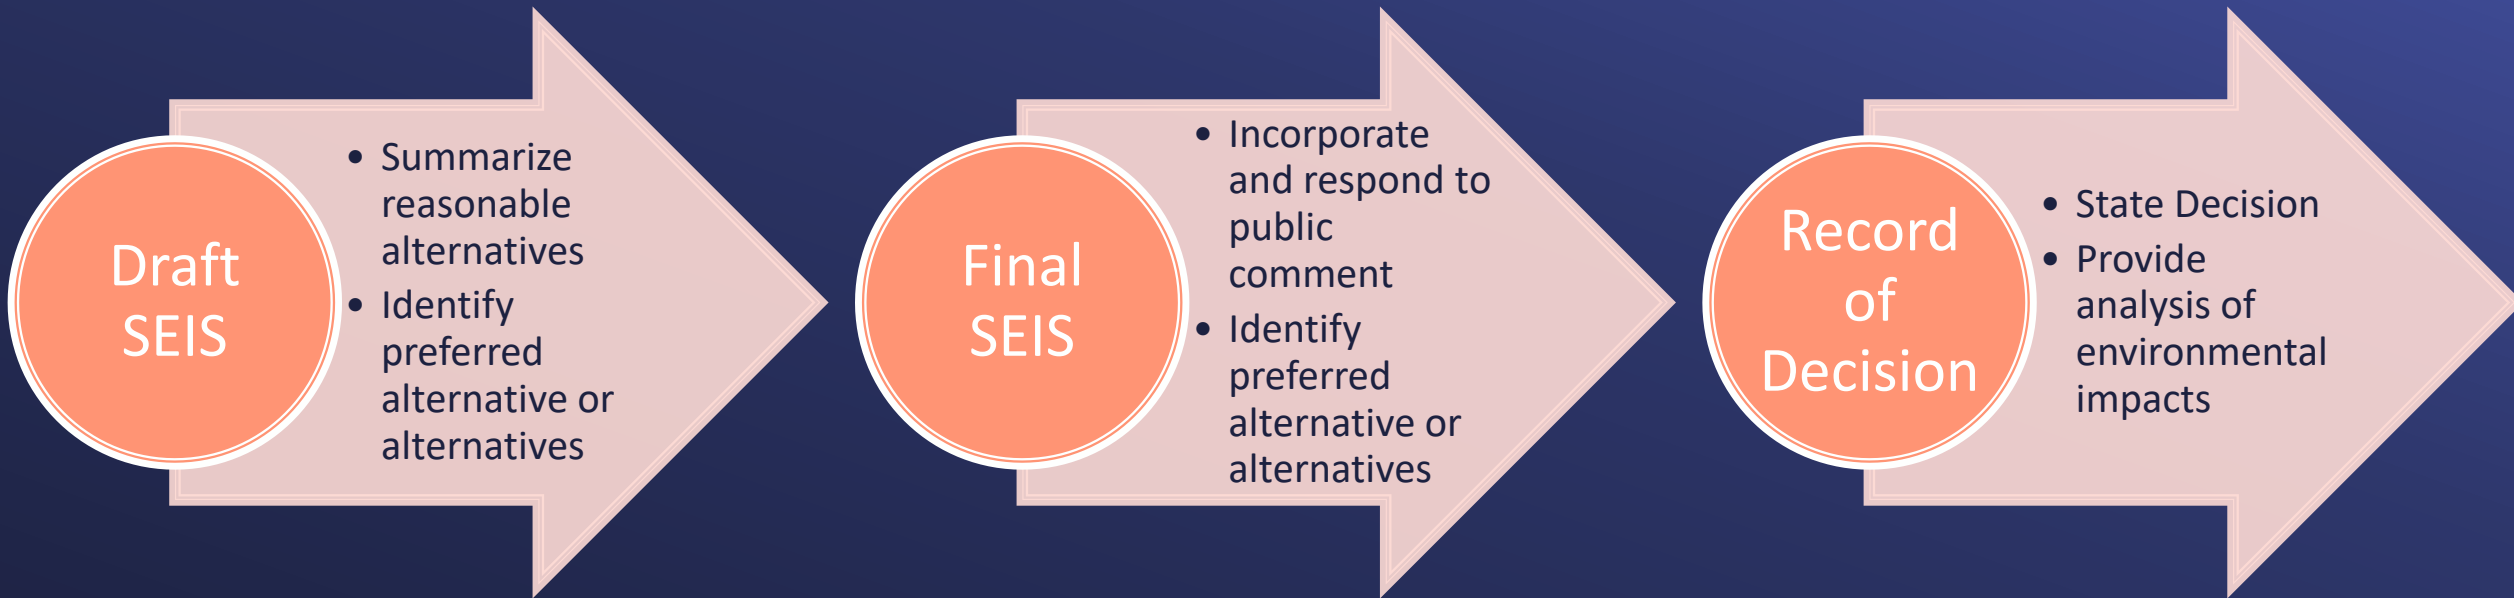 Draft
SEIS
• Summarize
reasonable
alternatives
• Identify
preferred
alternative or
alternatives
Final
SEIS
• Incorporate
and respond to
public
comment
• Identify
preferred
alternative or
alternatives
Record
of
Decision
• State Decision
• Provide
analysis of
environmental
impacts